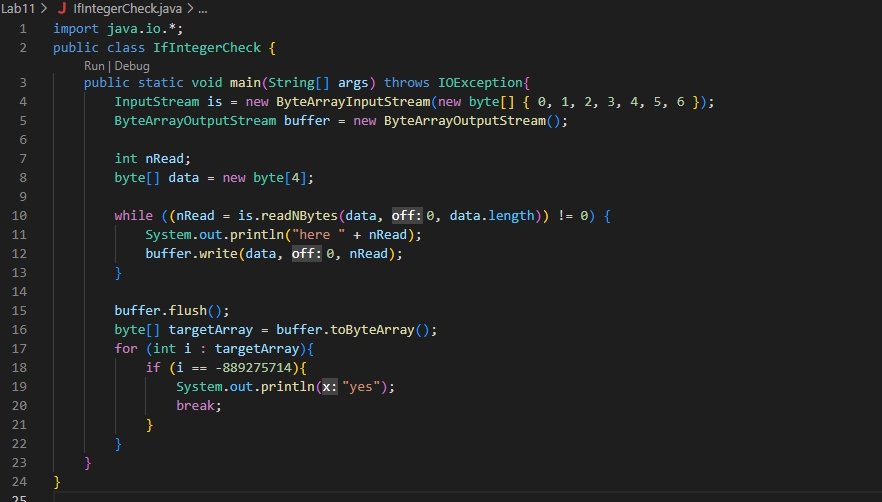 Lab11 > J IfIntegerCheck.java > ...
1 import java.io.*;
2 public class IfIntegerCheck {
Run | Debug
3 public static void main(String[] args) throws IOException{
4 InputStream is = new ByteArrayInputStream(new byte[] { 0, 1, 2, 3, 4, 5, 6 });
5 ByteArrayOutputStream buffer = new ByteArrayOutputStream();
6
7 int nRead;
8 byte[] data = new byte[4];
9
10 while ((nRead = is.readNBytes(data, off: 0, data.length)) != 0) {
11 System.out.println("here " + nRead);
12 buffer.write(data, off: 0, nRead);
13 }
14
15 buffer.flush();
16 byte[] targetArray = buffer.toByteArray();
17 for (int i : targetArray){
18 if (i == -889275714){
19 System.out.println(x: "yes");
20 break;
21 }
22 }
23 }
24 }
25